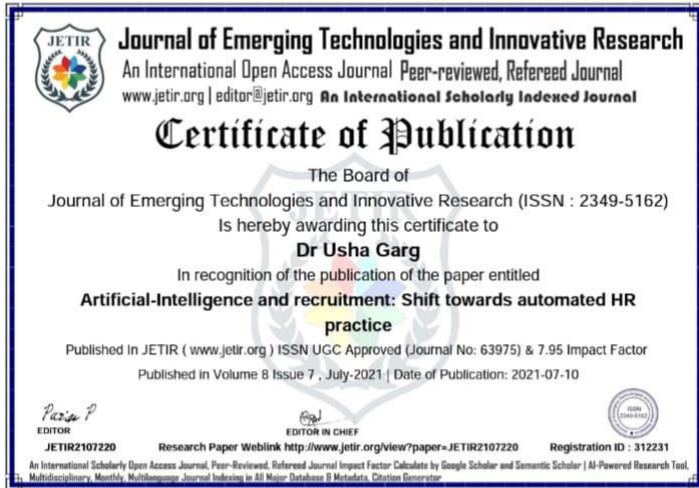 JETIR
Journal of Emerging Technologies and Innovative Research
An International Open Access Journal Peer-reviewed, Refereed Journal
www.jetir.org | editor@jetir.org An International Scholarly Indexed Journal
Certificate of Publication
The Board of
Journal of Emerging Technologies and Innovative Research (ISSN : 2349-5162)
Is hereby awarding this certificate to
Dr Usha Garg
In recognition of the publication of the paper entitled
Artificial-Intelligence and recruitment: Shift towards automated HR
practice
Published In JETIR ( www.jetir.org ) ISSN UGC Approved (Journal No: 63975) & 7.95 Impact Factor
Published in Volume 8 Issue 7 , July-2021 | Date of Publication: 2021-07-10
EDITOR
EDITOR IN CHIEF
ISSN
2349-5162
JETIR2107220 Research Paper Weblink http://www.jetir.org/view?paper=JETIR2107220 Registration ID : 312231
An International Scholarly Open Access Journal, Peer-Reviewed, Refereed Journal Impact Factor Calculate by Google Scholar and Semantic Scholar | AI-Powered Research Tool,
Multidisciplinary, Monthly, Multilanguage Journal Indexing in All Major Database & Metadata, Citation Generator